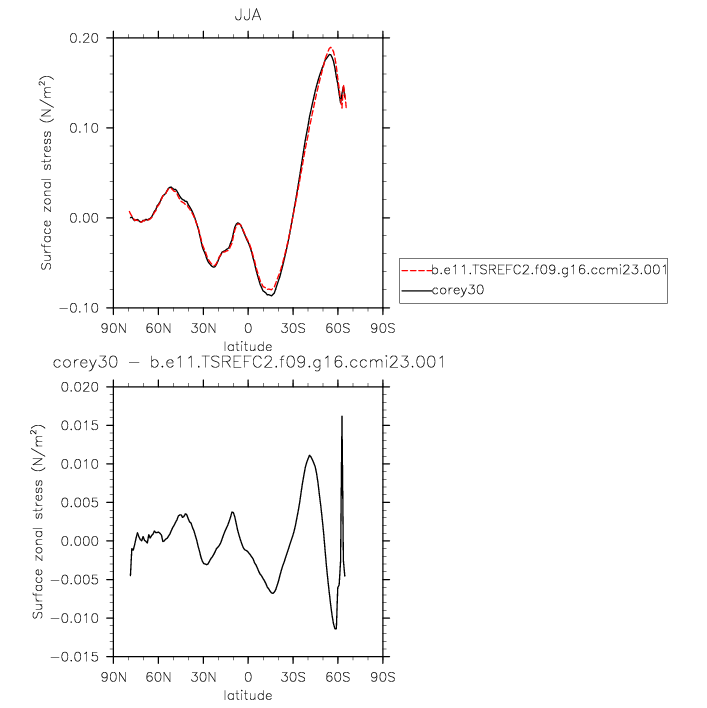 JJA
Surface zonal stress (N/m²)
0.20
0.10
0.00
−0.10
90N 60N 30N 0 30S 60S 90S
latitude
b.e11.TSREFC2.f09.g16.ccmi23.001
corey30
corey30 − b.e11.TSREFC2.f09.g16.ccmi23.001
Surface zonal stress (N/m²)
0.020
0.015
0.010
0.005
0.000
−0.005
−0.010
−0.015
90N 60N 30N 0 30S 60S 90S
latitude